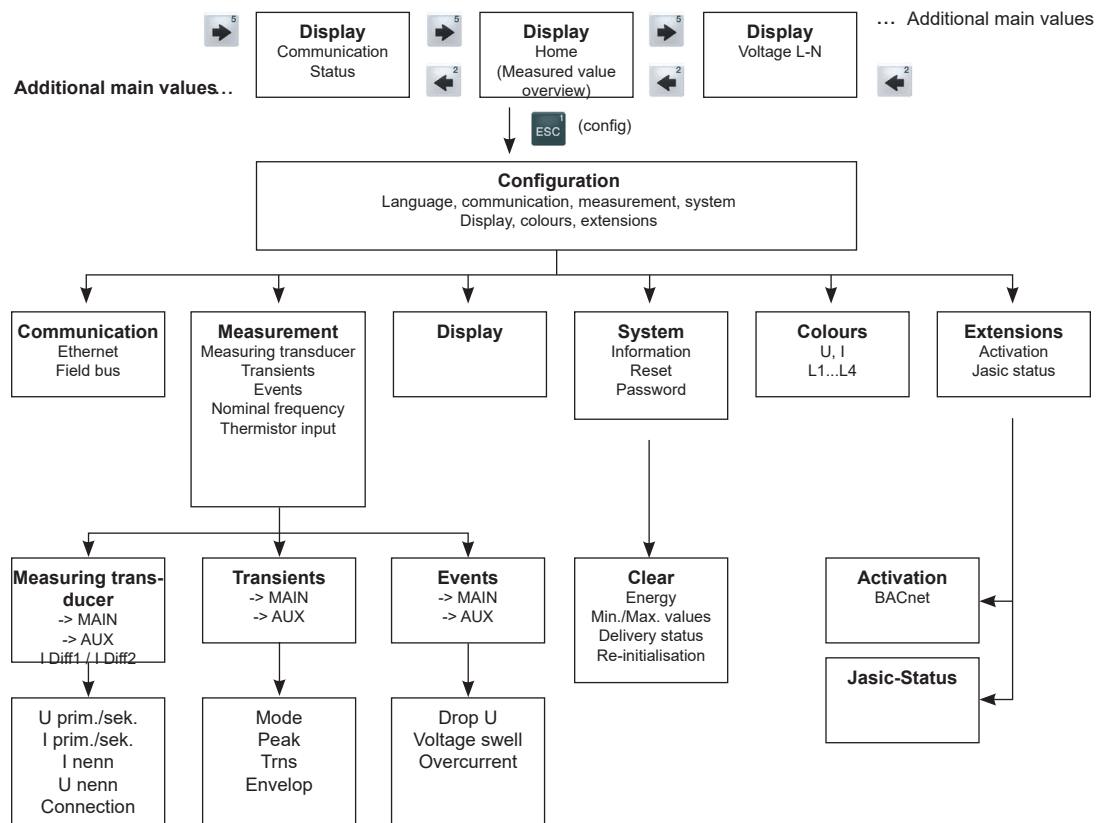 5
Display
Communication
Status
5
2
Display
Home
(Measured value
overview)
5
2
Display
Voltage L-N
... Additional main values
2
Additional main values...
1
ESC
(config)
Configuration
Language, communication, measurement, system
Display, colours, extensions
Communication
Ethernet
Field bus
Measurement
Measuring transducer
Transients
Events
Nominal frequency
Thermistor input
Display
System
Information
Reset
Password
Colours
U, I
L1...L4
Extensions
Activation
Jasic status
Measuring trans-
ducer
-> MAIN
-> AUX
I Diff1 / I Diff2
Transients
-> MAIN
-> AUX
Events
-> MAIN
-> AUX
Clear
Energy
Min./Max. values
Delivery status
Re-initialisation
Activation
BACnet
Jasic-Status
U prim./sek.
I prim./sek.
I nenn
U nenn
Connection
Mode
Peak
Trns
Envelop
Drop U
Voltage swell
Overcurrent